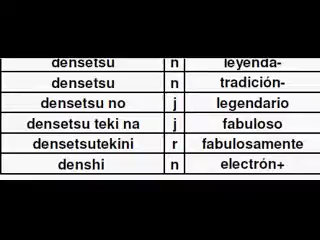 densetsu n leyenda-
densetsu n tradición-
densetsu no j legendario
densetsu teki na j fabuloso
densetsutekini r fabulosamente
denshi n electrón+